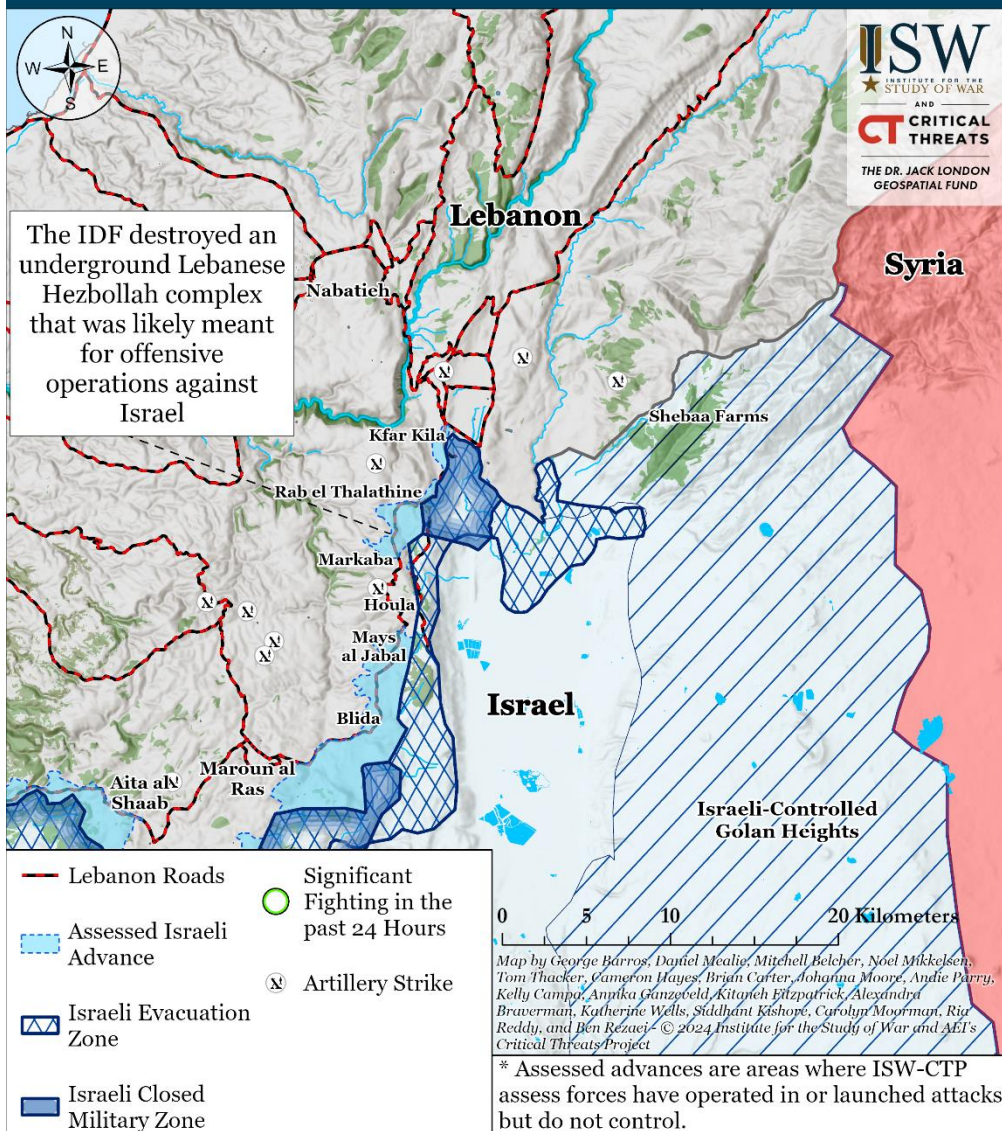 N
W
E
S
ISW
INSTITUTE FOR THE
STUDY OF WAR
AND
CT CRITICAL
THREATS
THE DR. JACK LONDON
GEOSPATIAL FUND
Lebanon
Syria
The IDF destroyed an
underground Lebanese
Hezbollah complex
that was likely meant
for offensive
operations against
Israel
Nabatieh
Shebaa Farms
Kfar Kila
Rab el Thalathine
Markaba
Houla
Mays
al Jabal
Israel
Blida
Maroun al
Ras
Aita al
Shaab
Israeli-Controlled
Golan Heights
Lebanon Roads
Assessed Israeli
Advance
Israeli Evacuation
Zone
Israeli Closed
Military Zone
Significant
Fighting in the
past 24 Hours
Artillery Strike
0 5 10 20 Kilometers
Map by George Barros, Daniel Mealie, Mitchell Belcher, Noel Mikkelsen,
Tom Thacker, Cameron Hayes, Brian Carter, Johanna Moore, Andie Parry,
Kelly Campa, Annika Ganzeveld, Kitaneh Fitzpatrick, Alexandra
Braverman, Katherine Wells, Siddhant Kishore, Carolyn Moorman, Ria
Reddy, and Ben Rezaei - © 2024 Institute for the Study of War and AEI's
Critical Threats Project
* Assessed advances are areas where ISW-CTP
assess forces have operated in or launched attacks
but do not control.